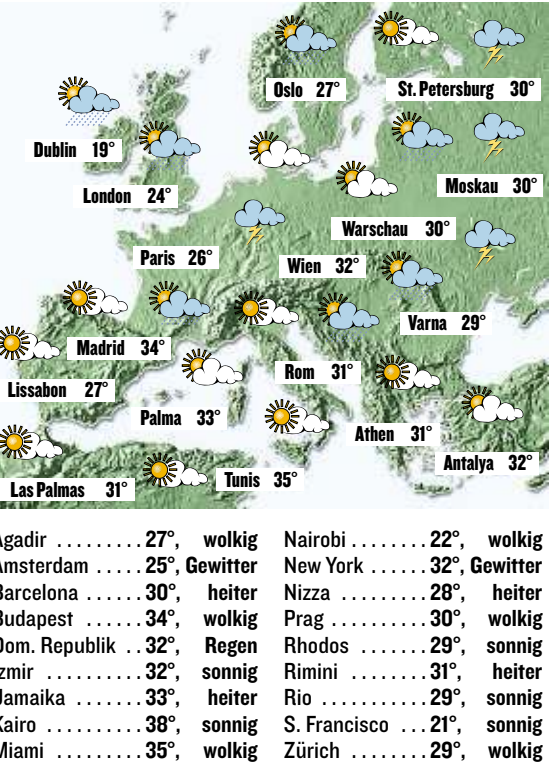 Oslo 27°
St. Petersburg 30°
Dublin 19°
London 24°
Moskau 30°
Warschau 30°
Paris 26°
Wien 32°
Varna 29°
Madrid 34°
Lissabon 27°
Rom 31°
Palma 33°
Athen 31°
Antalya 32°
Tunis 35°
Las Palmas 31°
Agadir ......... 27°, wolkig
Amsterdam ..... 25°, Gewitter
Barcelona ...... 30°, heiter
Budapest ...... 34°, wolkig
Dom. Republik .. 32°, Regen
Izmir ......... 32°, sonnig
Jamaika ........ 33°, heiter
Kairo .......... 38°, sonnig
Miami ......... 35°, wolkig
Nairobi ........ 22°, wolkig
New York ...... 32°, Gewitter
Nizza ......... 28°, heiter
Prag .......... 30°, wolkig
Rhodos ....... 29°, sonnig
Rimini ........ 31°, heiter
Rio ........... 29°, sonnig
S. Francisco ... 21°, sonnig
Zürich ........ 29°, wolkig